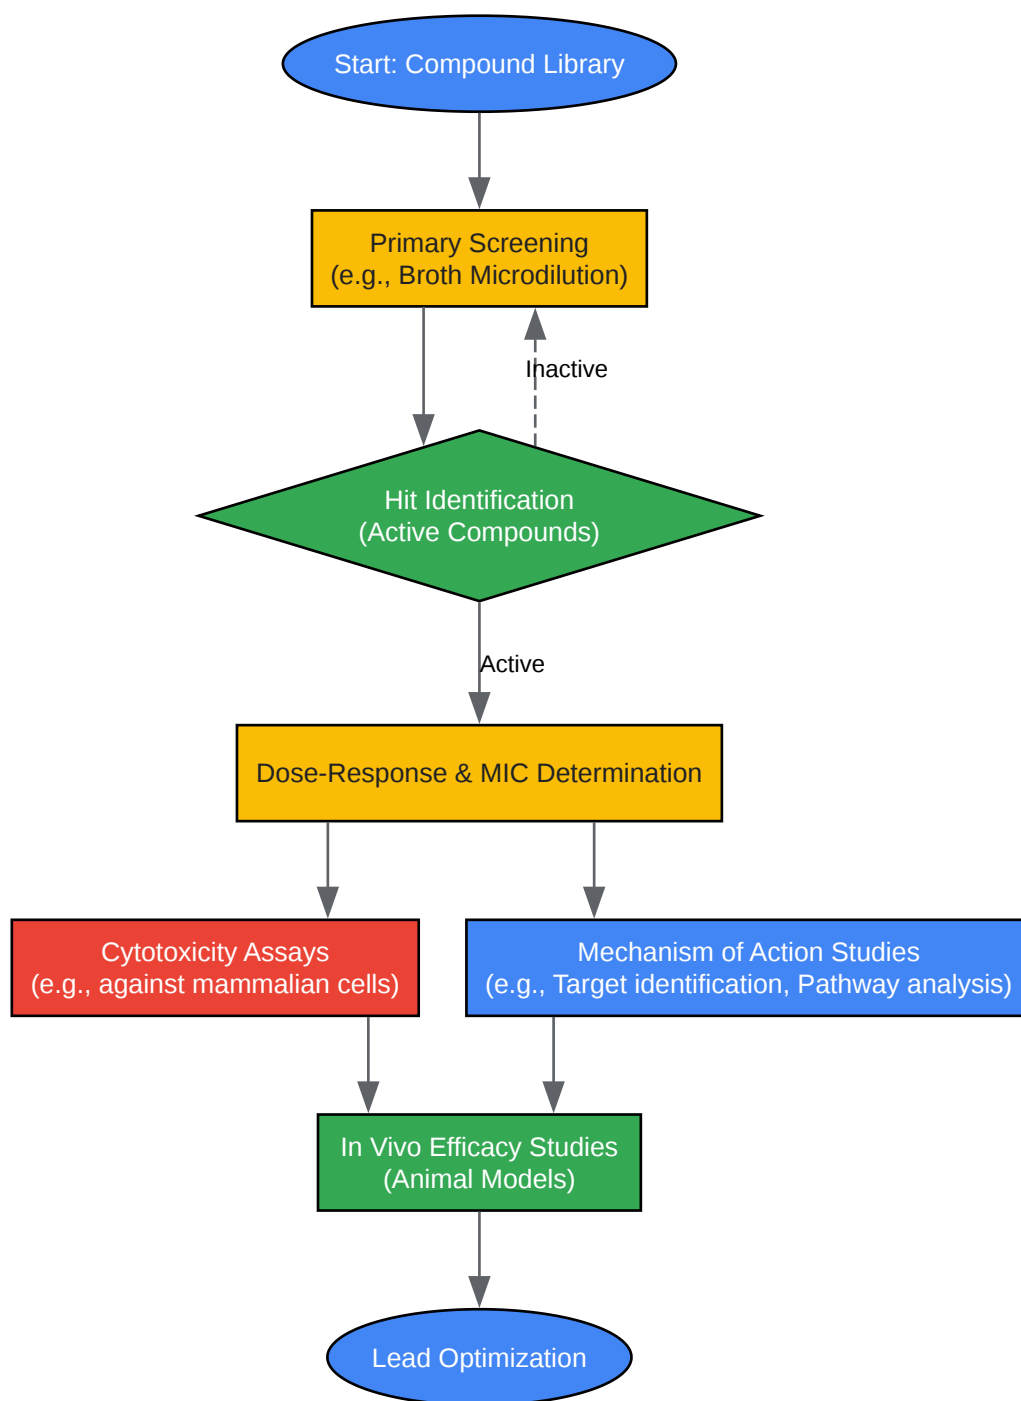 Start: Compound Library
Primary Screening
(e.g., Broth Microdilution)
Inactive
Hit Identification
(Active Compounds)
Active
Dose-Response & MIC Determination
Cytotoxicity Assays
(e.g., against mammalian cells)
Mechanism of Action Studies
(e.g., Target identification, Pathway analysis)
In Vivo Efficacy Studies
(Animal Models)
Lead Optimization